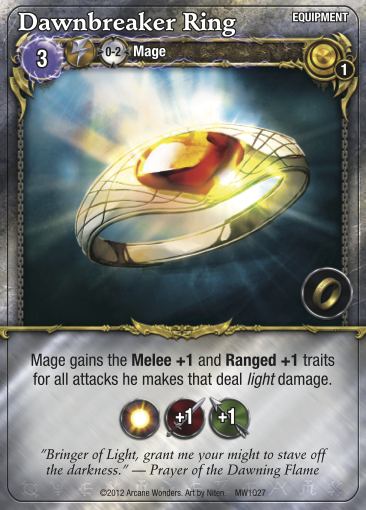 Dawnbreaker Ring
EQUIPMENT
3
0-2
Mage
1
Mage gains the Melee +1 and Ranged +1 traits
for all attacks he makes that deal light damage.
+1
+1
"Bringer of Light, grant me your might to stave off
the darkness." — Prayer of the Dawning Flame
©2012 Arcane Wonders. Art by Niten. MW1027